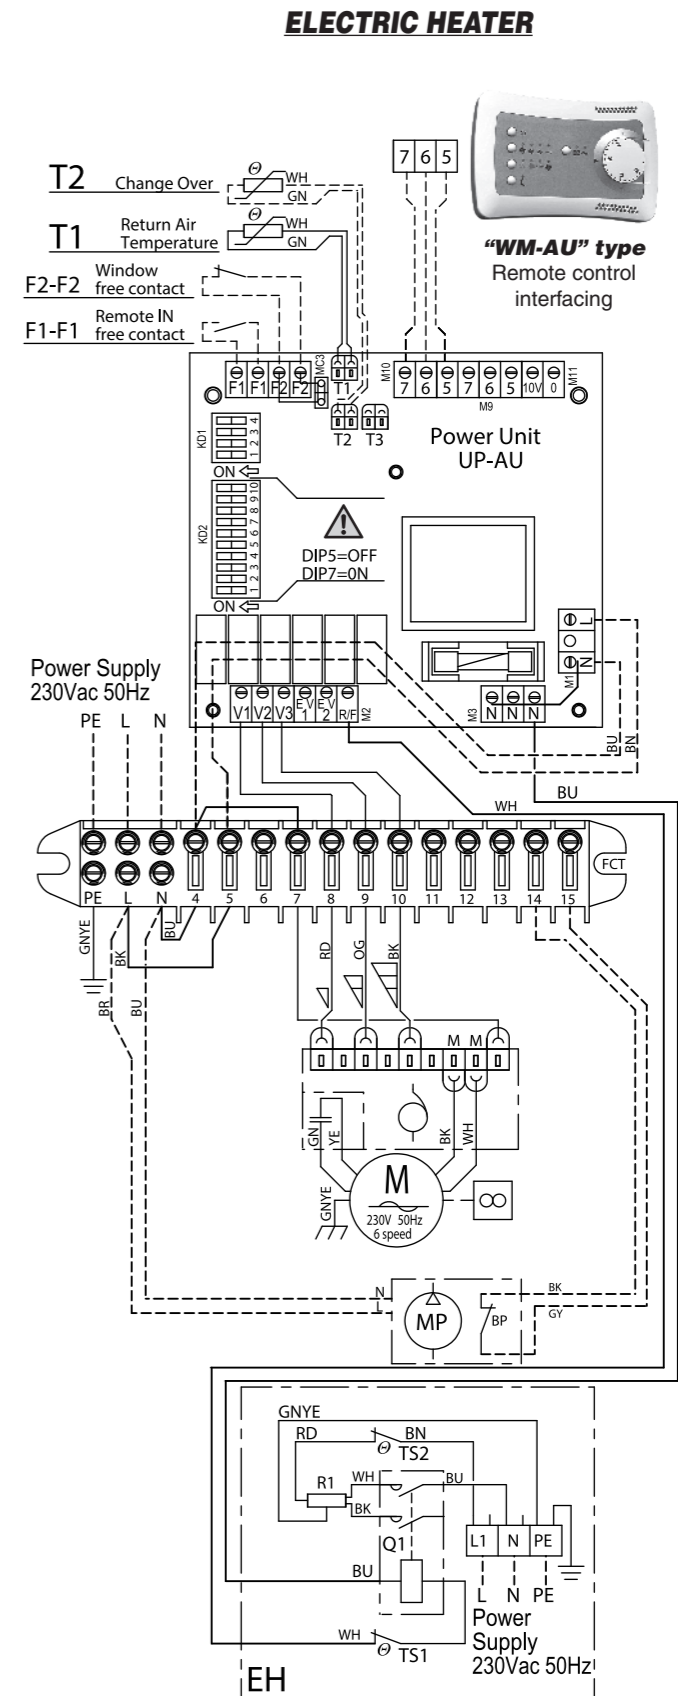 ELECTRIC HEATER
7 6 5
T2 Change Over
Θ WH
GN
T1 Return Air Temperature
Θ WH
GN
F2-F2 Window free contact
F1-F1 Remote IN free contact
“WM-AU” type
Remote control
interfacing
F1 F1 F2 F2
MC3
T1
M10
7 6 5 7 6 5 10V 0
M11
M9
T2 T3
KD1
1 2 3 4
ON
Power Unit
UP-AU
KD2
1 2 3 4 5 6 7 8 9 10
ON
DIP5=OFF
DIP7=0N
L
N
M1
V1 V2 V3 EV1 EV2 R/F
M2
M3
N N N
BU
BN
Power Supply
230Vac 50Hz
PE L N
WH
BU
FCT
PE L N 4 5 6 7 8 9 10 11 12 13 14 15
GNYE
BK
BU
BR
BU
RD
OG
BK
M M
GN
YE
BK
WH
GNYE
M
230V 50Hz
6 speed
N
L
MP
BP
BK
GY
GNYE
RD
BN
Θ TS2
R1
WH
BU
BK
Q1
L1 N PE
BU
L N PE
Power
Supply
230Vac 50Hz
WH
Θ TS1
EH